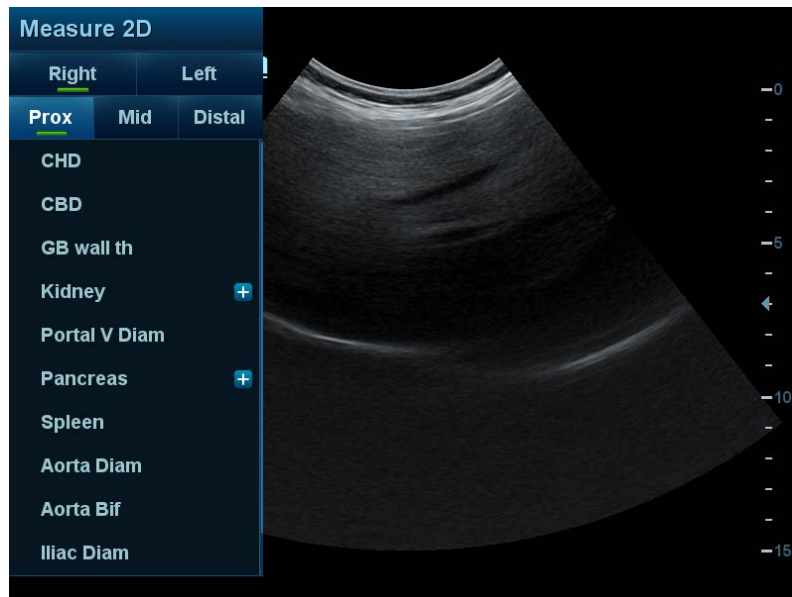 Measure 2D
Right Left
Prox Mid Distal
CHD
CBD
GB wall th
Kidney
Portal V Diam
Pancreas
Spleen
Aorta Diam
Aorta Bif
Iliac Diam
0
5
10
15